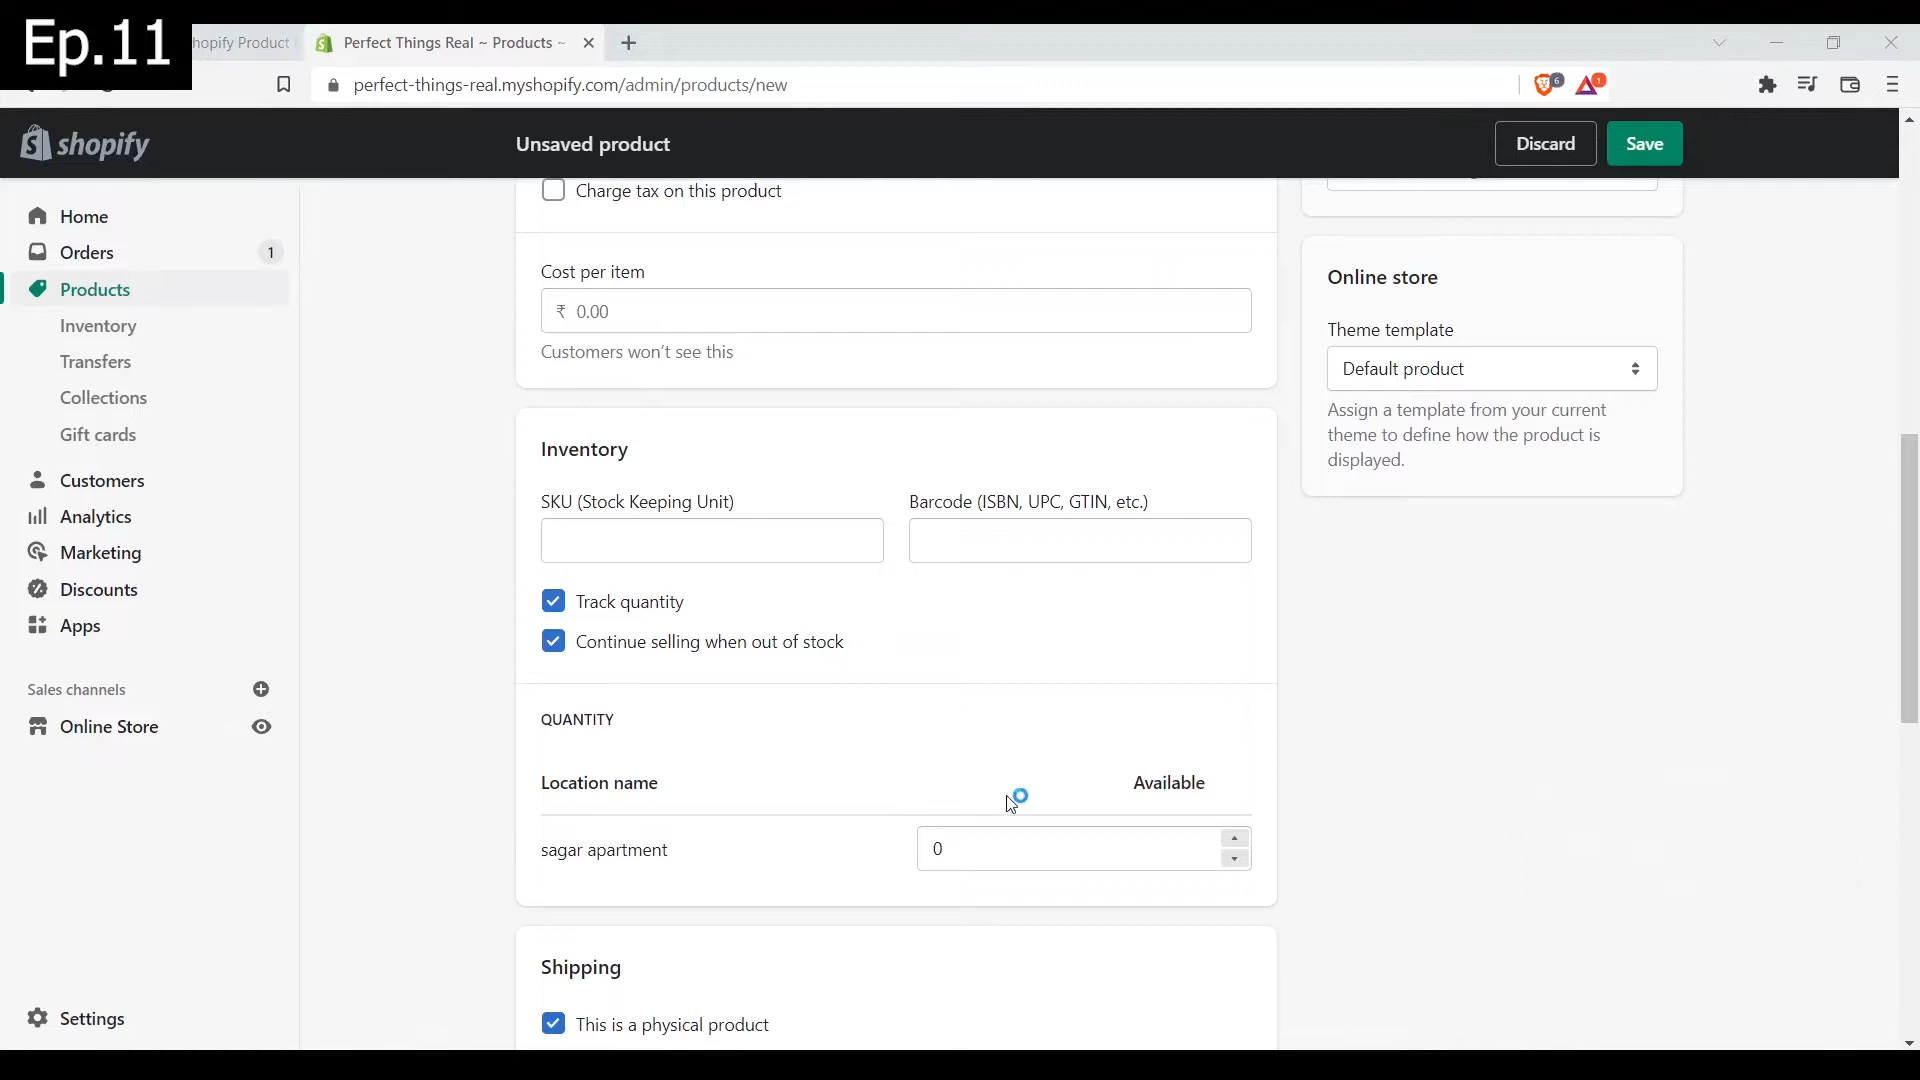 Ep.11
hopify Product
Perfect Things Real ~ Products ~
perfect-things-real.myshopify.com/admin/products/new
6
1
shopify
Unsaved product
Discard
Save
Home
Orders
1
Products
Inventory
Transfers
Collections
Gift cards
Customers
Analytics
Marketing
Discounts
Apps
Sales channels
Online Store
Settings
Charge tax on this product
Cost per item
₹ 0.00
Customers won't see this
Inventory
SKU (Stock Keeping Unit)
Barcode (ISBN, UPC, GTIN, etc.)
Track quantity
Continue selling when out of stock
QUANTITY
Location name
Available
sagar apartment
0
Shipping
This is a physical product
Online store
Theme template
Default product
Assign a template from your current
theme to define how the product is
displayed.